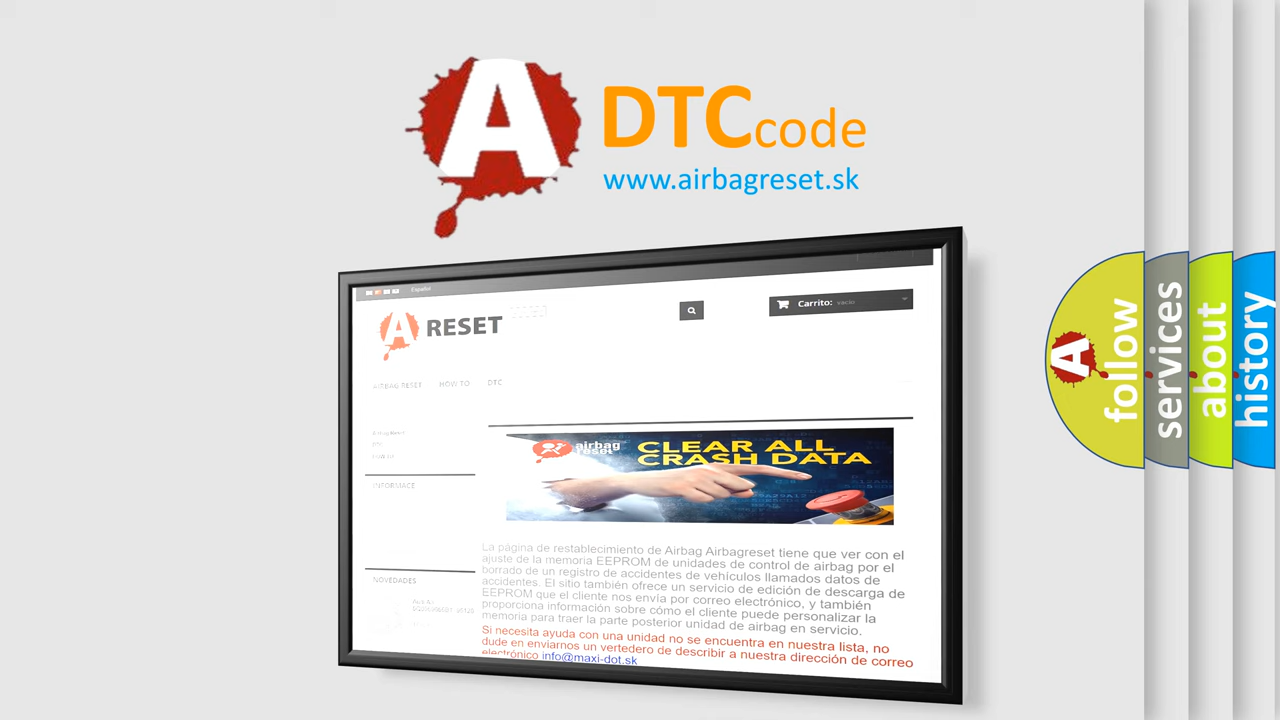 A DTCcode
www.airbagreset.sk
Español
A RESET
Carrito: vacío
AIRBAG RESET HOW TO DTC
Airbag Reset
DTC
INFORMACE
airbag
reset
CLEAR ALL
CRASH DATA
La página de restablecimiento de Airbag Airbagreset tiene que ver con el
ajuste de la memoria EEPROM de unidades de control de airbag por el
borrado de un registro de accidentes de vehículos llamados datos de
accidentes. El sitio también ofrece un servicio de edición de descarga de
EEPROM que el cliente nos envía por correo electrónico, y también
proporciona información sobre cómo el cliente puede personalizar la
memoria para traer la parte posterior unidad de airbag en servicio.
Si necesita ayuda con una unidad no se encuentra en nuestra lista, no
dude en enviarnos un vertedero de describir a nuestra dirección de correo
electrónico info@maxi-dot.sk
NOVEDADES
A follow
services
about
history